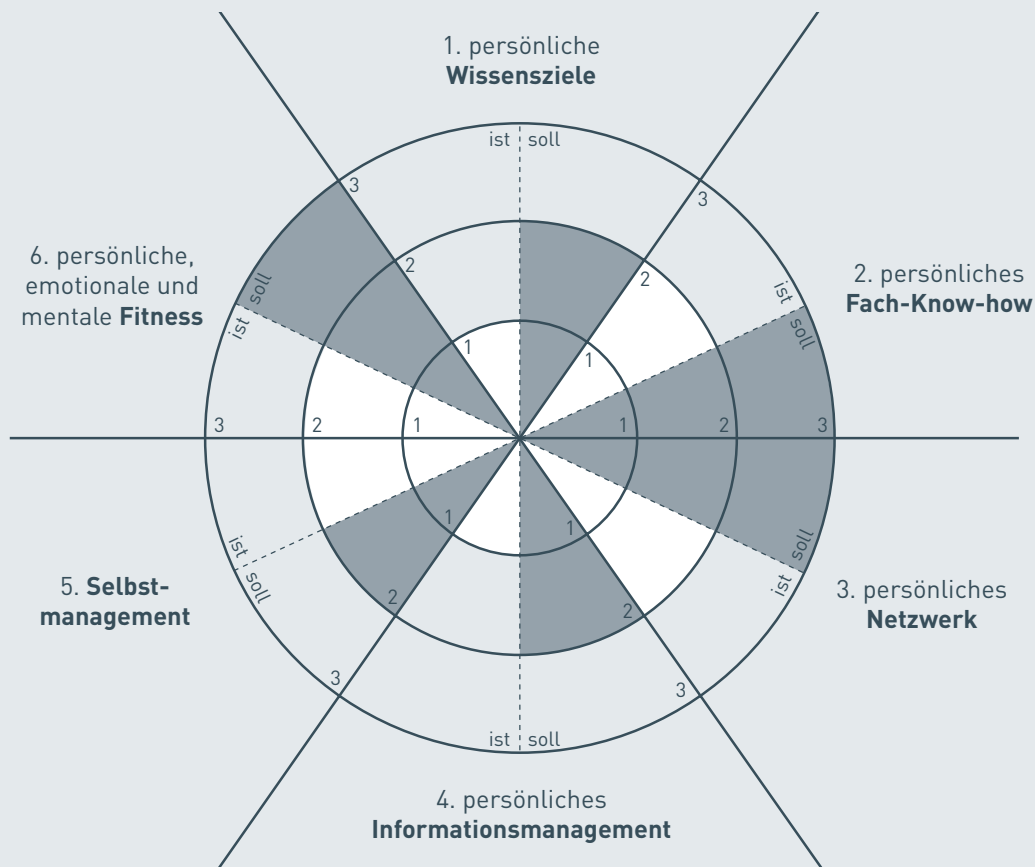 1. persönliche
Wissensziele
ist soll
3
3
6. persönliche,
emotionale und
mentale Fitness
soll
ist
2
2
ist
soll
2. persönliches
Fach-Know-how
1
1
3
2
1
1
2
3
ist
soll
1
1
soll
ist
5. Selbst-
management
2
2
3. persönliches
Netzwerk
3
3
ist soll
4. persönliches
Informationsmanagement